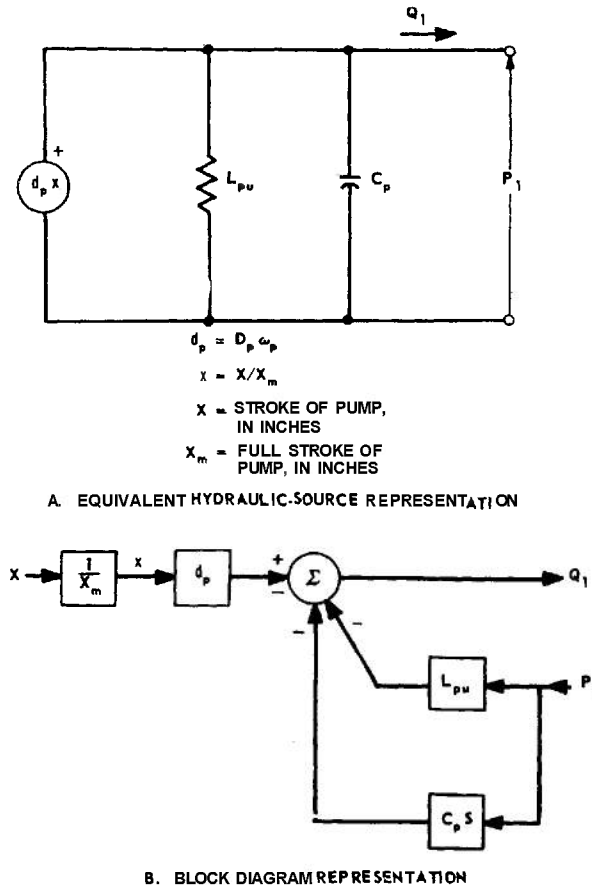 Q₁
+
dₚ x
Lₚᵤ
Cₚ
P₁
dₚ = Dₚ ωₚ
x = X/Xₘ
X = STROKE OF PUMP,
IN INCHES
Xₘ = FULL STROKE OF
PUMP, IN INCHES
A. EQUIVALENT HYDRAULIC-SOURCE REPRESENTATION
X
1
Xₘ
x
dₚ
+
−
Σ
Q₁
−
−
Lₚᵤ
P
Cₚ S
B. BLOCK DIAGRAM REPRESENTATION